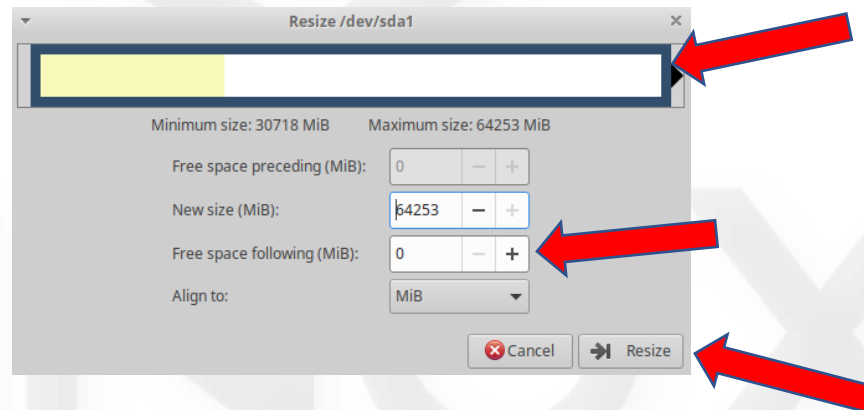 Resize /dev/sda1
Minimum size: 30718 MiB Maximum size: 64253 MiB
Free space preceding (MiB): 0
New size (MiB): 64253
Free space following (MiB): 0
Align to: MiB
Cancel Resize